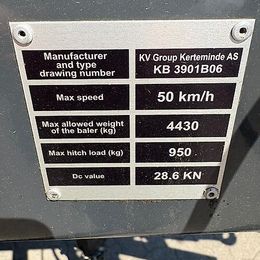 Manufacturer
and type
drawing number
KV Group Kerteminde AS
KB 3901B06
Max speed
50 km/h
Max allowed weight
of the baler (kg)
4430
Max hitch load (kg)
950
Dc value
28.6 KN